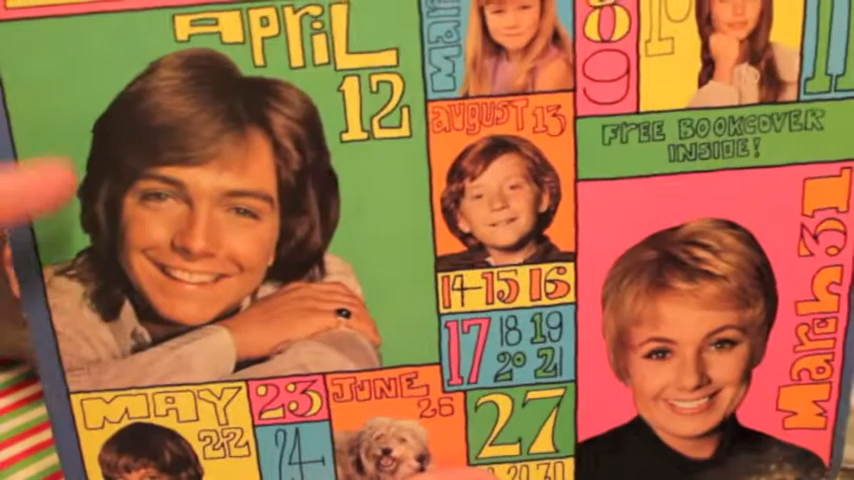 April
12
MAY
22
23
24
JUNE
26
August 13
14 15 16
17 18 19
20 21
27
8
9
FREE BOOKCOVER
INSIDE!
March 31